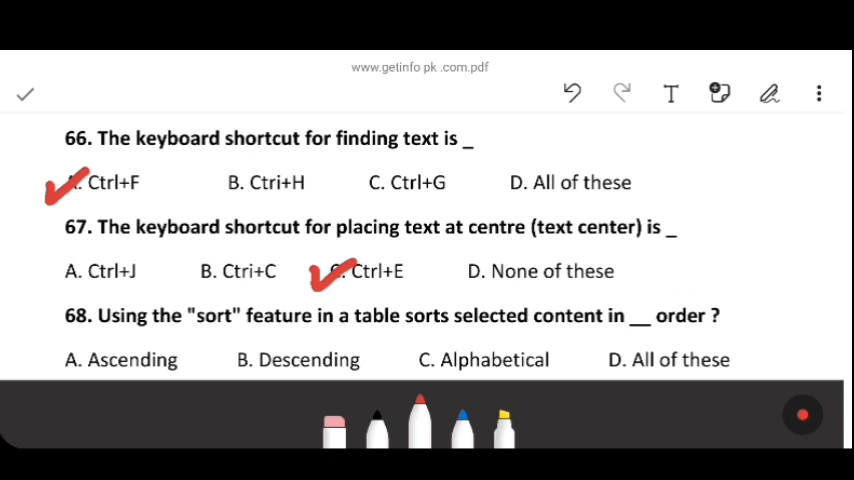 www.getinfo pk .com.pdf
66. The keyboard shortcut for finding text is _
A. Ctrl+F B. Ctri+H C. Ctrl+G D. All of these
67. The keyboard shortcut for placing text at centre (text center) is _
A. Ctrl+J B. Ctri+C C. Ctrl+E D. None of these
68. Using the "sort" feature in a table sorts selected content in __ order ?
A. Ascending B. Descending C. Alphabetical D. All of these